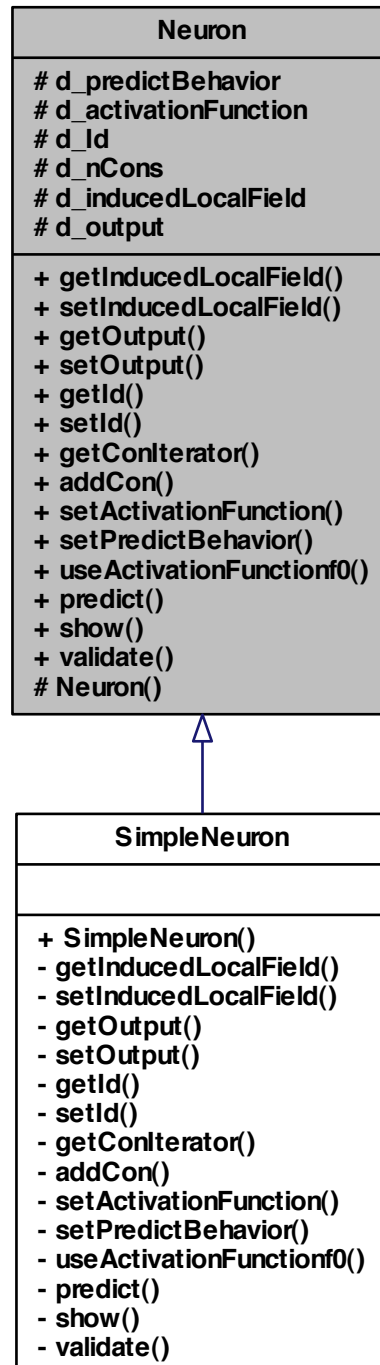 Neuron
# d_predictBehavior
# d_activationFunction
# d_Id
# d_nCons
# d_inducedLocalField
# d_output
+ getInducedLocalField()
+ setInducedLocalField()
+ getOutput()
+ setOutput()
+ getId()
+ setId()
+ getConIterator()
+ addCon()
+ setActivationFunction()
+ setPredictBehavior()
+ useActivationFunctionf0()
+ predict()
+ show()
+ validate()
# Neuron()
SimpleNeuron
+ SimpleNeuron()
- getInducedLocalField()
- setInducedLocalField()
- getOutput()
- setOutput()
- getId()
- setId()
- getConIterator()
- addCon()
- setActivationFunction()
- setPredictBehavior()
- useActivationFunctionf0()
- predict()
- show()
- validate()